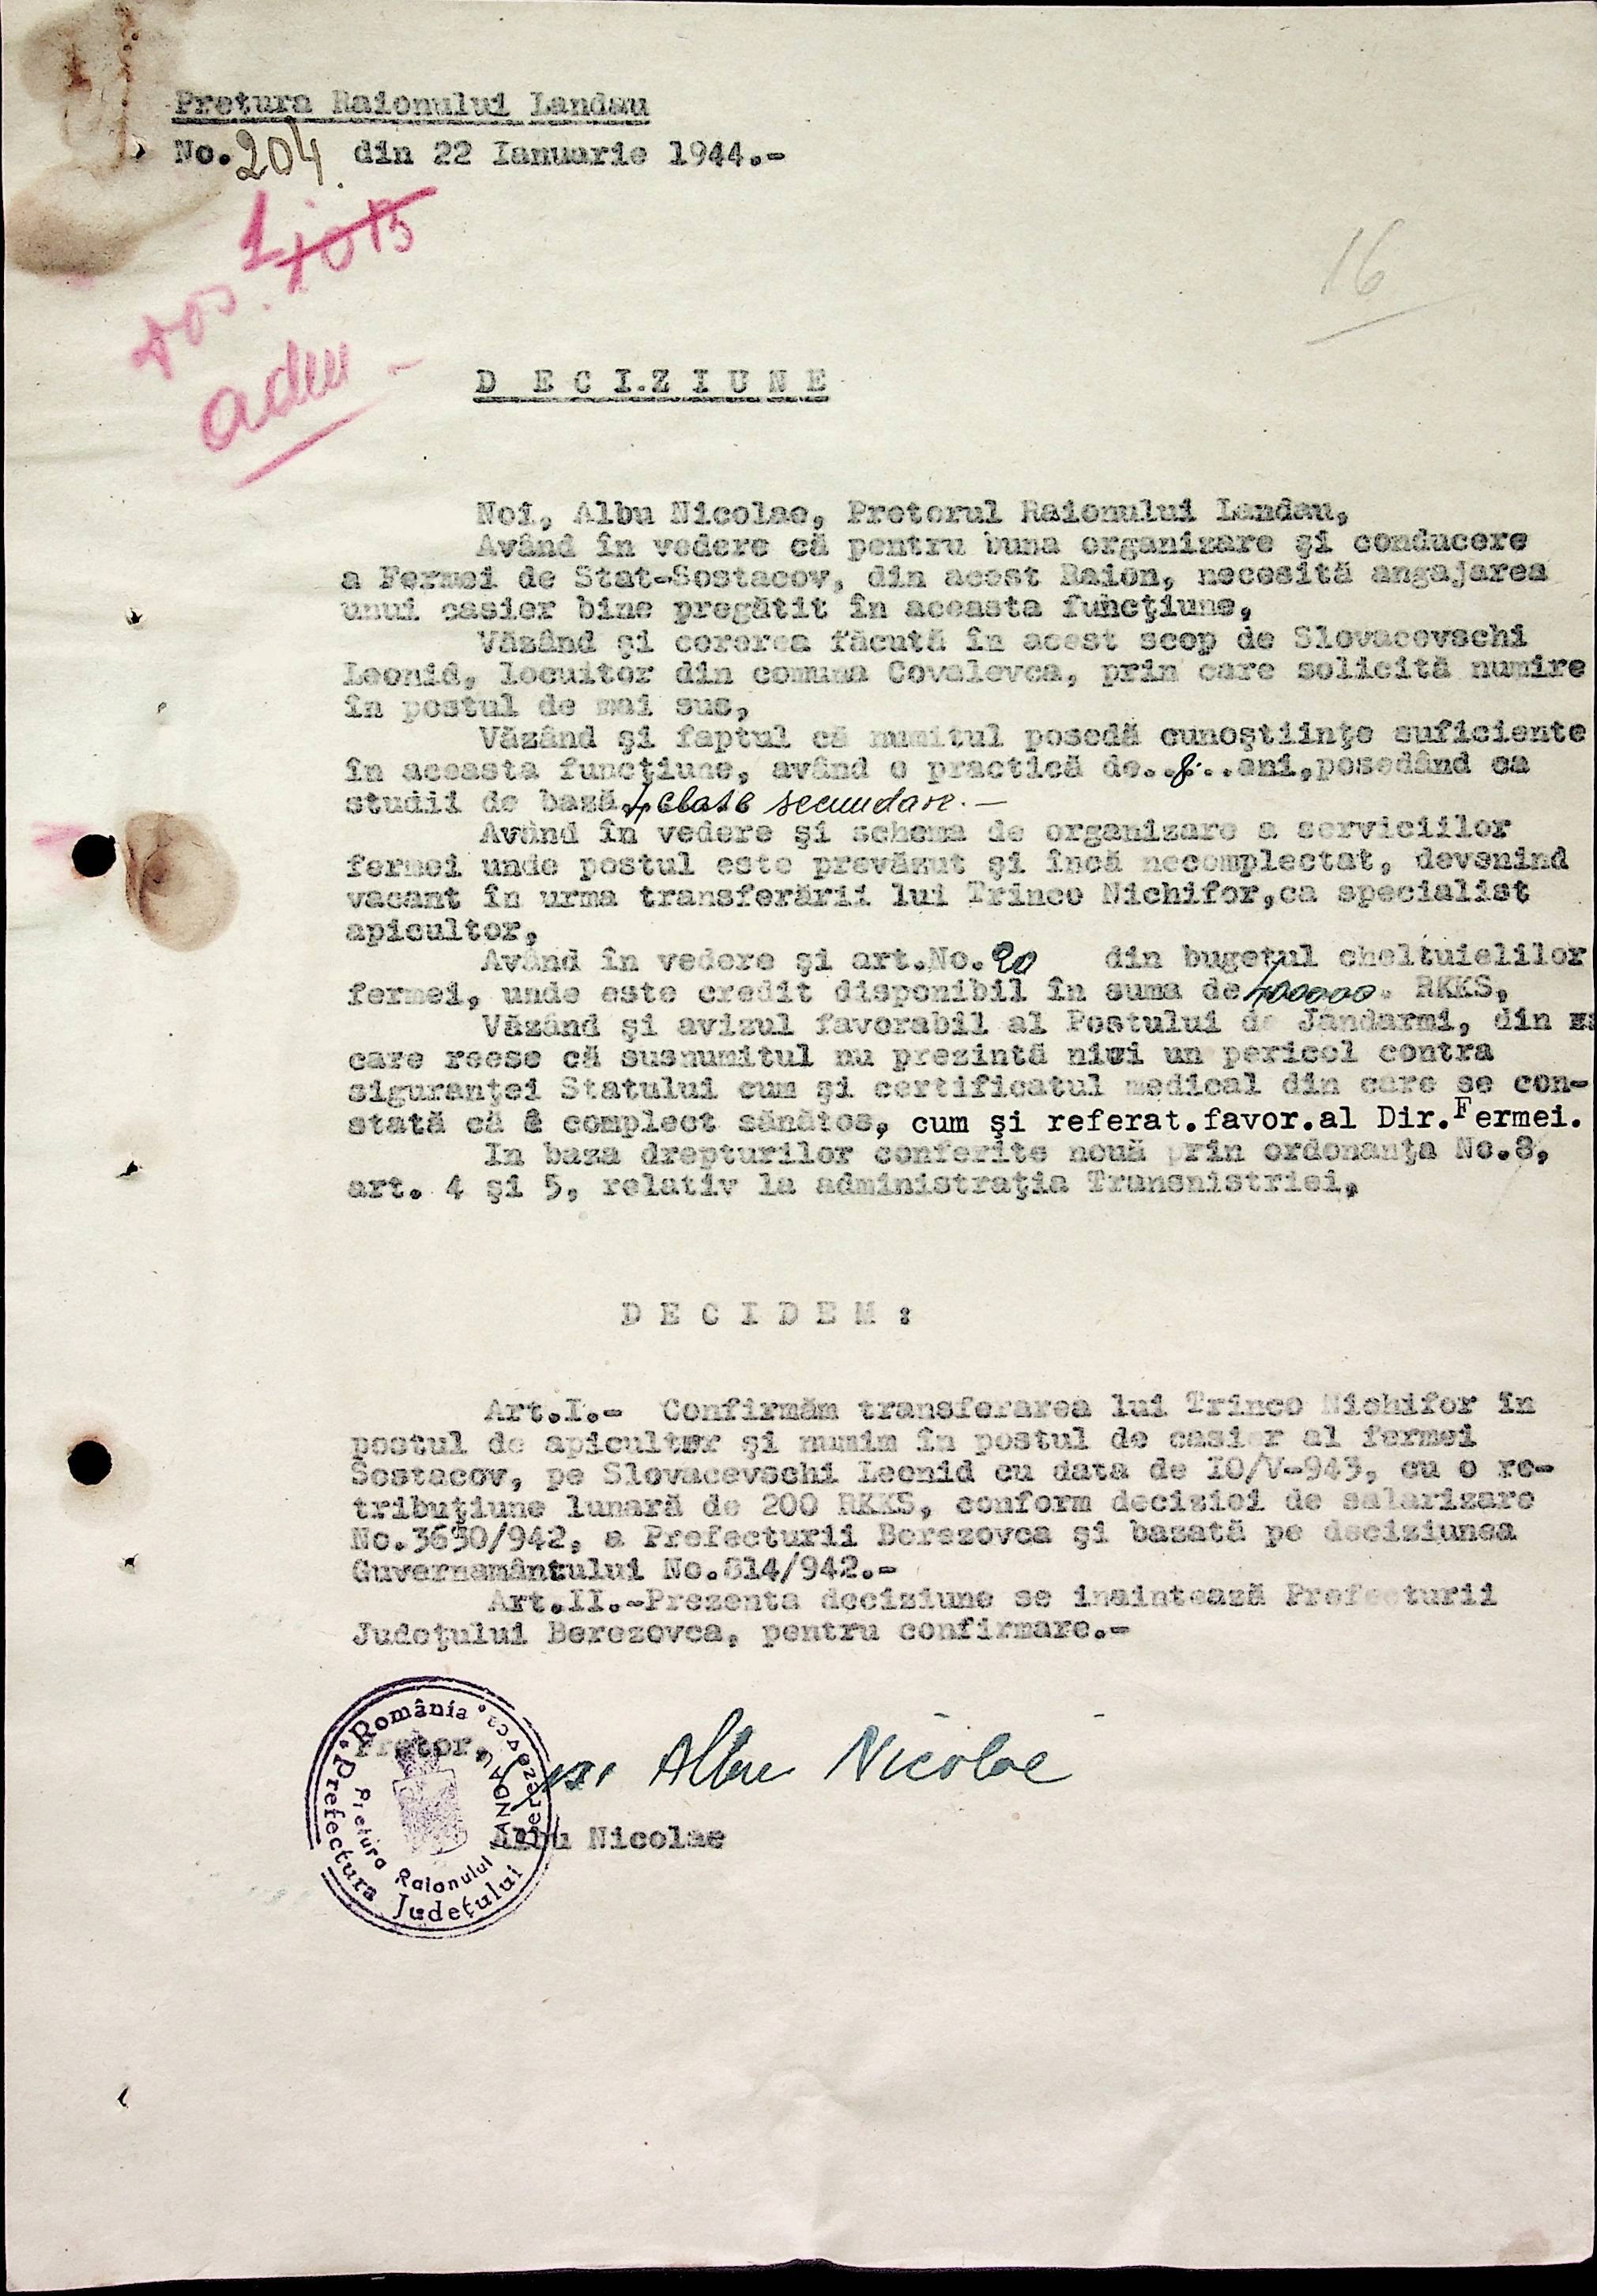 Pretura Raionului Landau
No.204 din 22 Ianuarie 1944.-
1
16
D E C I.Z I U N E
Noi, Albu Nicolae, Pretorul Raionului Landau,
Având în vedere că pentru buna organizare şi conducere
a Fermei de Stat-Sostacov, din acest Raion, necesită angajarea
unui casier bine pregătit în aceasta funcţiune,
Văzând şi cererea făcută în acest scop de Slovacevschi
Leonid, locuitor din comuna Covalevca, prin care solicită numire
în postul de mai sus,
Văzând şi faptul că numitul posedă cunoştiinţe suficiente
în aceasta funcţiune, având o practică de..8...ani,posedând ca
studii de bază 4 clase secundare.-
Având în vedere şi schema de organizare a serviciilor
fermei unde postul este prevăzut şi încă necomplectat, devenind
vacant în urma transferării lui Trinco Nichifor,ca specialist
apicultor,
Având în vedere şi art.No.20 din bugetul cheltuielilor
fermei, unde este credit disponibil în suma de 400000. RKKS,
Văzând şi avizul favorabil al Postului de Jandarmi, din
care reese că susnumitul nu prezintă nici un pericol contra
siguranţei Statului cum şi certificatul medical din care se con-
stată că e complect sănătos, cum şi referat.favor.al Dir.Fermei.
In baza drepturilor conferite nouă prin ordonanţa No.8,
art. 4 şi 5, relativ la administraţia Transnistriei,
D E C I D E M :
Art.I.- Confirmăm transferarea lui Trinco Nichifor în
postul de apicultor şi numim în postul de casier al fermei
Sostacov, pe Slovacevschi Leonid cu data de IO/V-943, cu o re-
tribuţiune lunară de 200 RKKS, conform deciziei de salarizare
No.3650/942, a Prefecturii Berezovca şi bazată pe deciziunea
Guvernamântului No.814/942.-
Art.II.-Prezenta deciziune se inaintează Prefecturii
Judeţului Berezovca, pentru confirmare.-
Pretor,
Albu Nicolae
Albu Nicolae
România
Prefectura Judeţului Berezovca
Pretura Raionului LANDAU